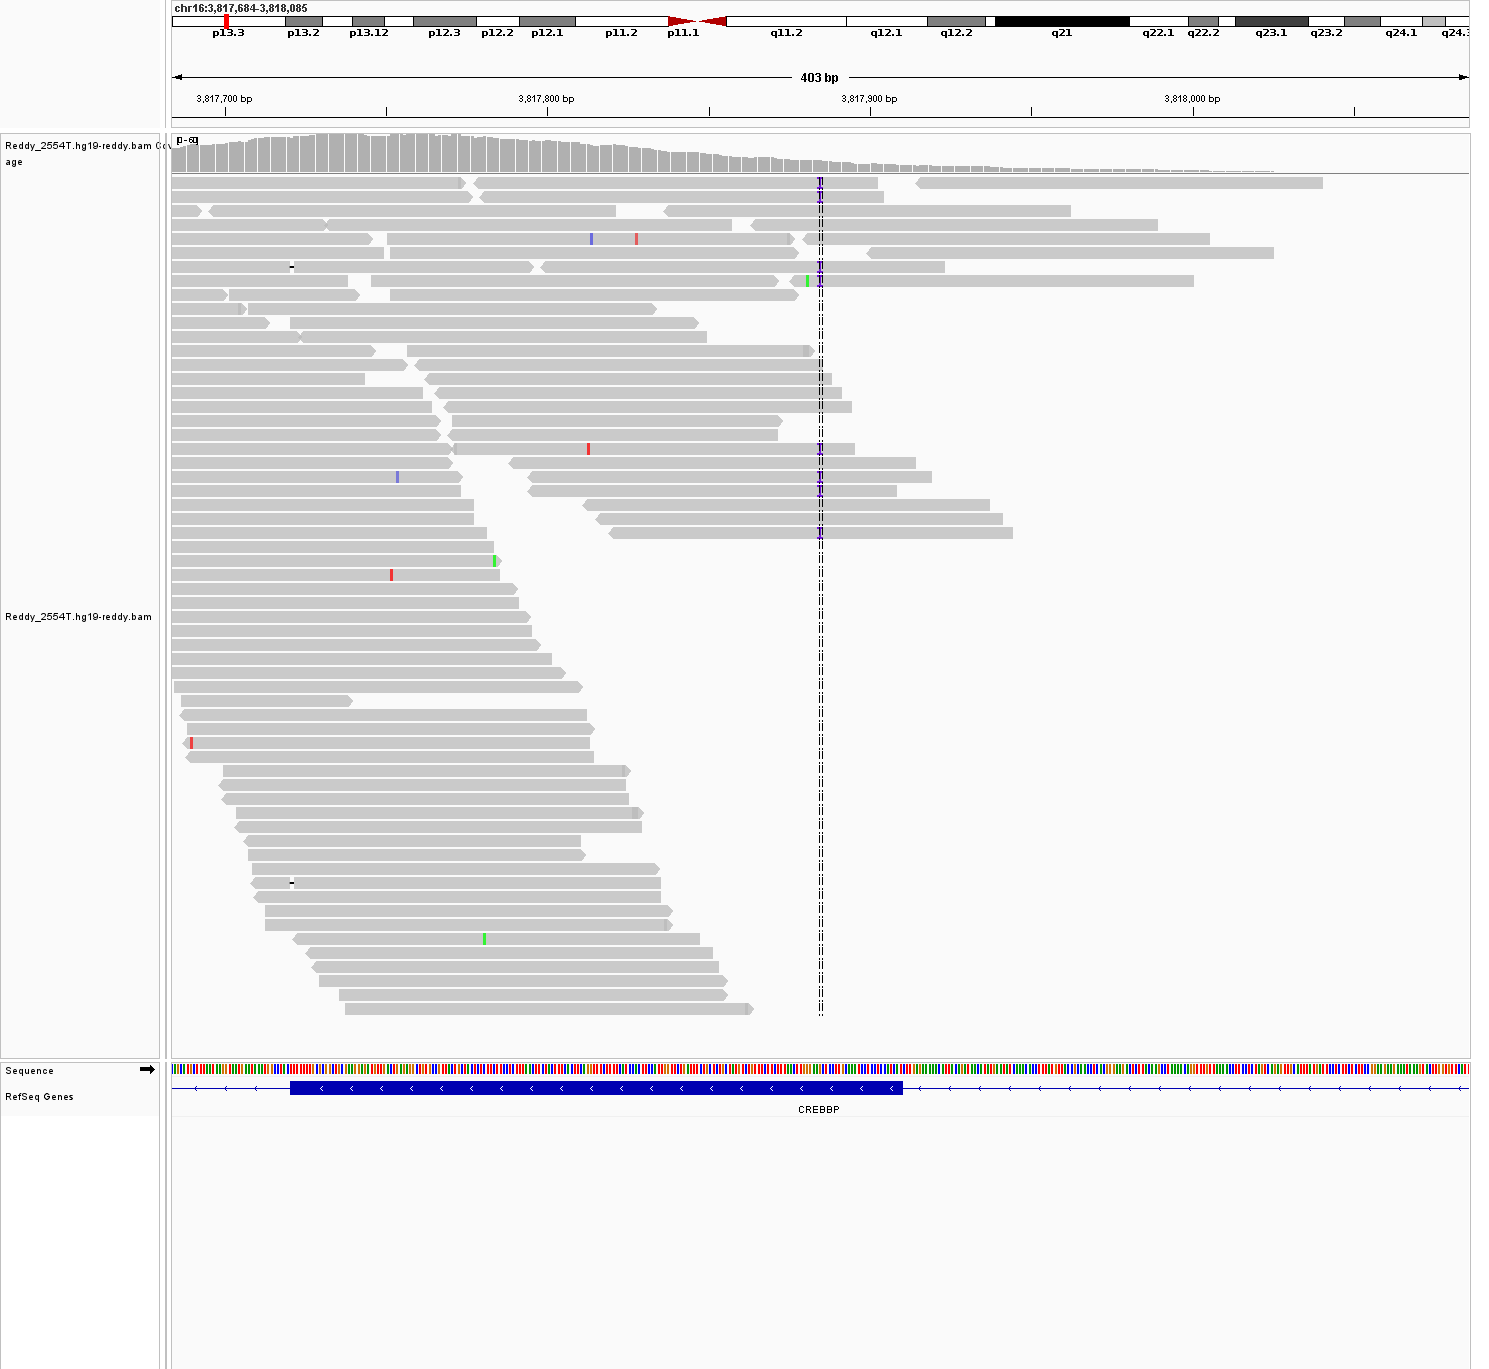 chr16:3,817,684-3,818,085
p13.3 p13.2 p13.12 p12.3 p12.2 p12.1 p11.2 p11.1 q11.2 q12.1 q12.2 q21 q22.1 q22.2 q23.1 q23.2 q24.1 q24.3
403 bp
3,817,700 bp 3,817,800 bp 3,817,900 bp 3,818,000 bp
Reddy_2554T.hg19-reddy.bam Cov
age
[0 - 60]
Reddy_2554T.hg19-reddy.bam
Sequence
RefSeq Genes
CREBBP